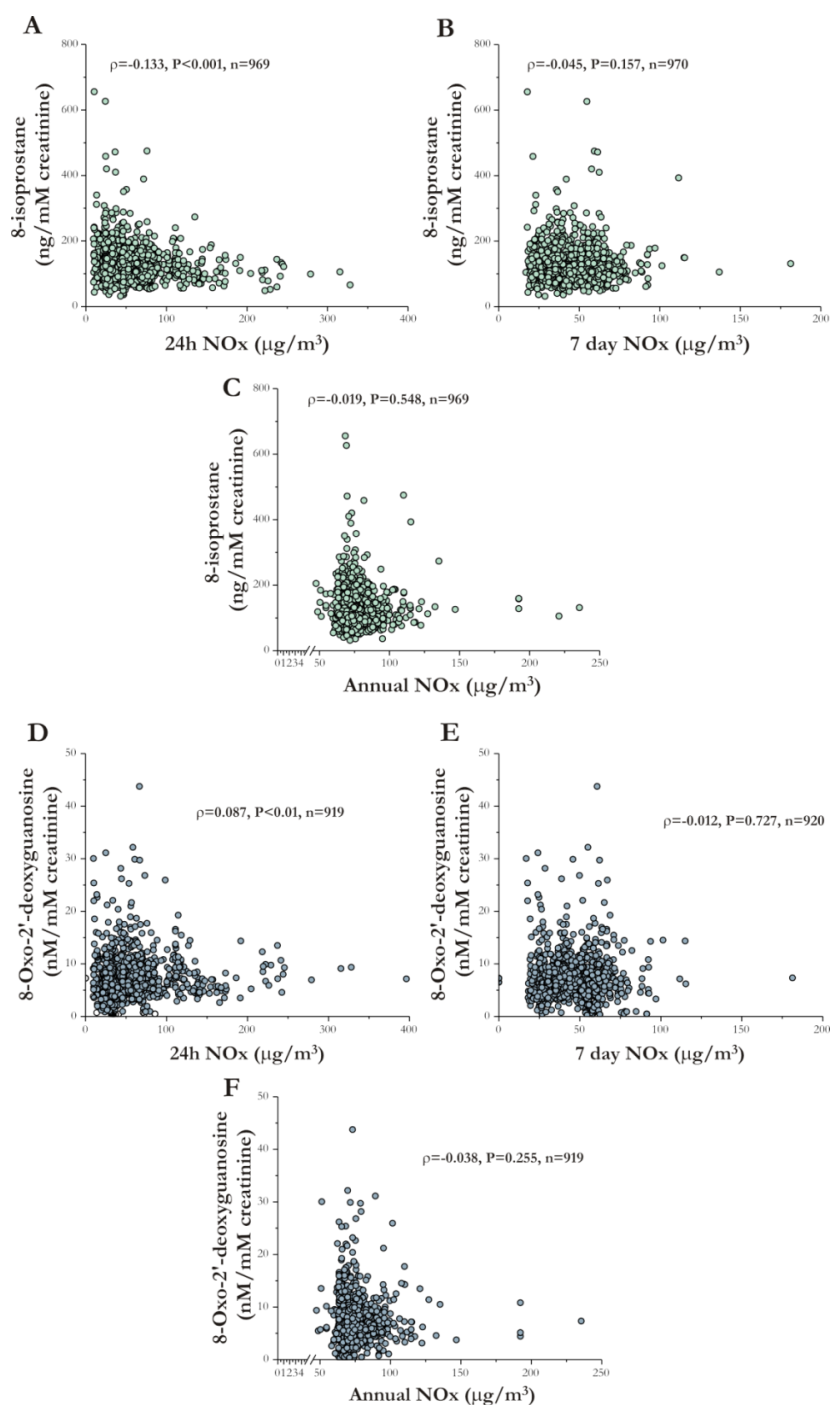 A
ρ=-0.133, P<0.001, n=969
8-isoprostane
(ng/mM creatinine)
800
600
400
200
0
0 100 200 300 400
24h NOx (μg/m³)
B
ρ=-0.045, P=0.157, n=970
8-isoprostane
(ng/mM creatinine)
800
600
400
200
0
0 50 100 150 200
7 day NOx (μg/m³)
C
ρ=-0.019, P=0.548, n=969
8-isoprostane
(ng/mM creatinine)
800
600
400
200
0
01234 50 100 150 200 250
Annual NOx (μg/m³)
D
ρ=0.087, P<0.01, n=919
8-Oxo-2'-deoxyguanosine
(nM/mM creatinine)
50
40
30
20
10
0
0 100 200 300 400
24h NOx (μg/m³)
E
ρ=-0.012, P=0.727, n=920
8-Oxo-2'-deoxyguanosine
(nM/mM creatinine)
50
40
30
20
10
0
0 50 100 150 200
7 day NOx (μg/m³)
F
ρ=-0.038, P=0.255, n=919
8-Oxo-2'-deoxyguanosine
(nM/mM creatinine)
50
40
30
20
10
0
01234 50 100 150 200 250
Annual NOx (μg/m³)